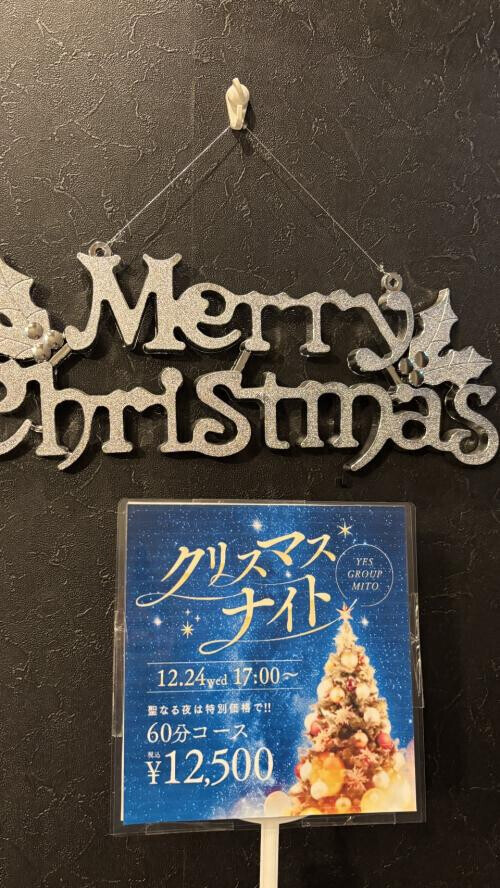 Merry
Christmas
クリスマス
ナイト
YES
GROUP
MITO
12.24wed 17:00～
聖なる夜は特別価格で!!
60分コース
税込
¥12,500